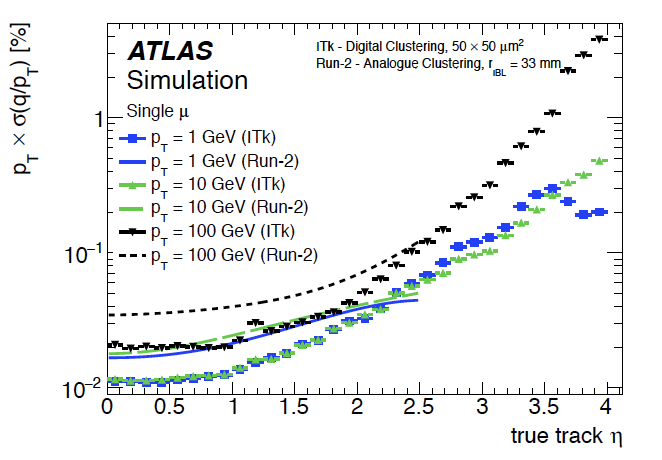 ATLAS
Simulation
ITk - Digital Clustering, 50 × 50 μm²
Run-2 - Analogue Clustering, r_IBL = 33 mm
Single μ
p_T = 1 GeV (ITk)
p_T = 1 GeV (Run-2)
p_T = 10 GeV (ITk)
p_T = 10 GeV (Run-2)
p_T = 100 GeV (ITk)
p_T = 100 GeV (Run-2)
p_T × σ(q/p_T) [%]
1
10⁻¹
10⁻²
0 0.5 1 1.5 2 2.5 3 3.5 4
true track η